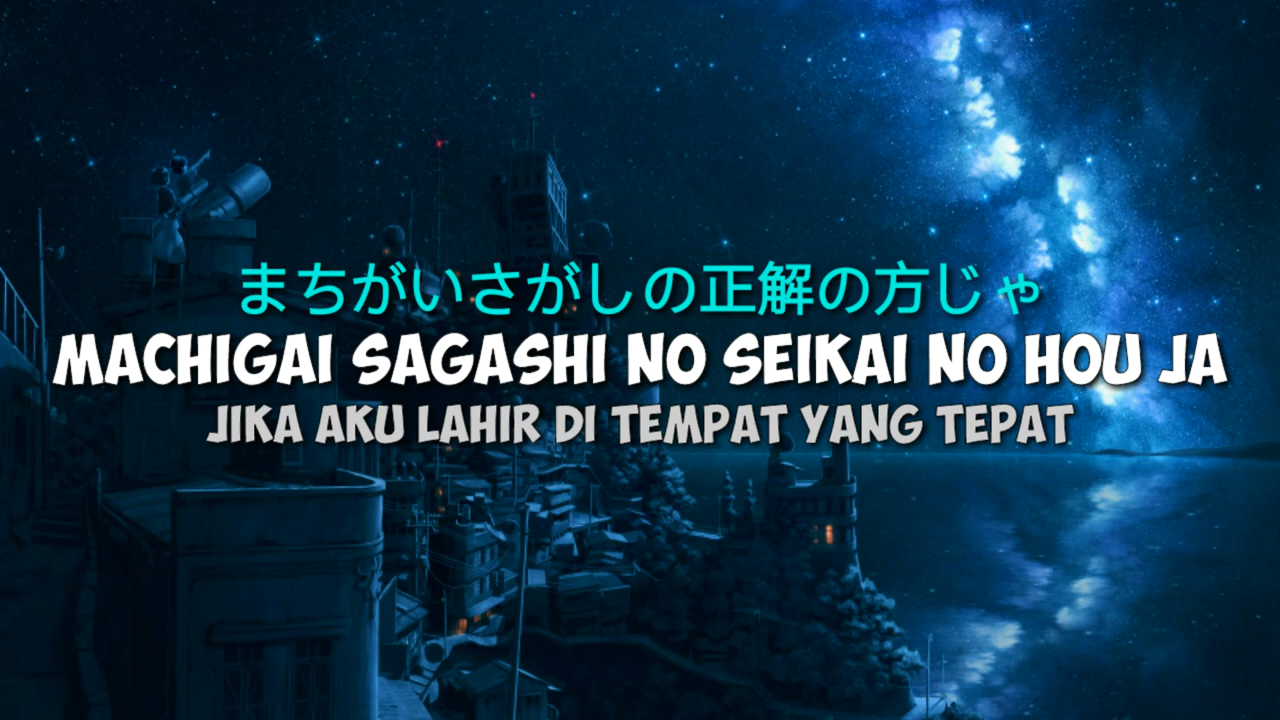 まちがいさがしの正解の方じゃ
MACHIGAI SAGASHI NO SEIKAI NO HOU JA
JIKA AKU LAHIR DI TEMPAT YANG TEPAT